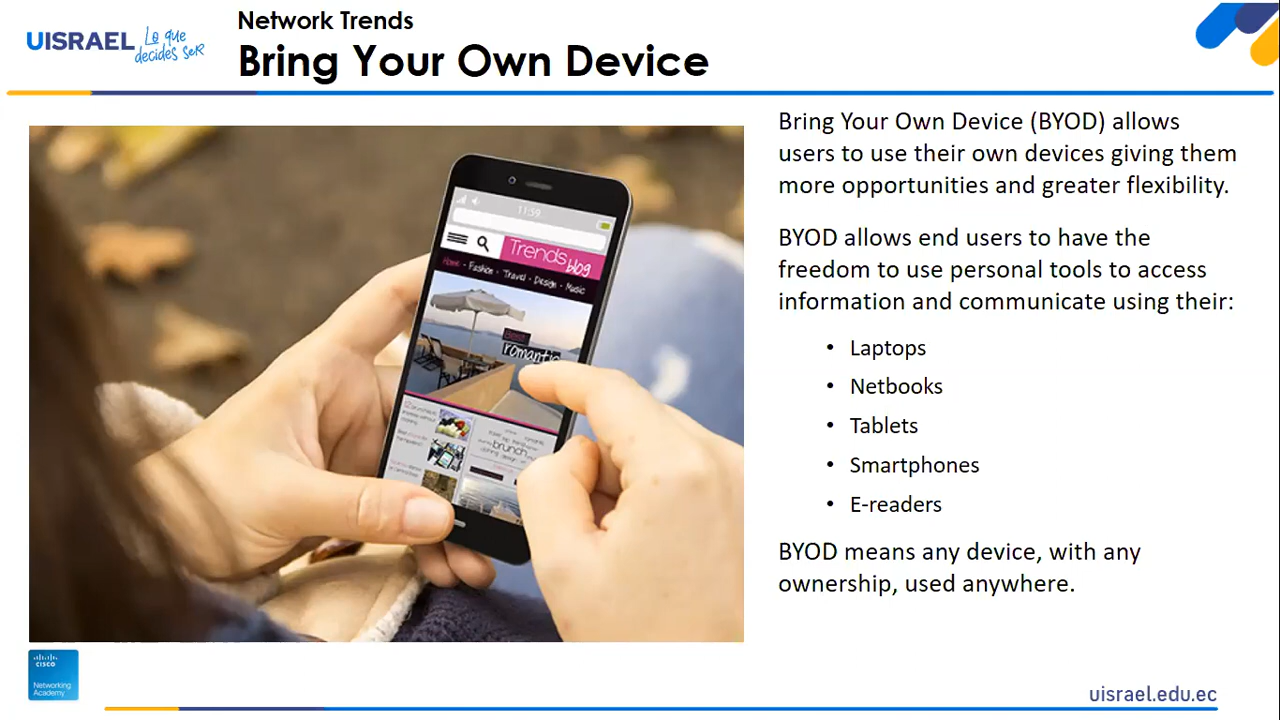 UISRAEL
Lo que
decides seR
Network Trends
Bring Your Own Device
Bring Your Own Device (BYOD) allows
users to use their own devices giving them
more opportunities and greater flexibility.
BYOD allows end users to have the
freedom to use personal tools to access
information and communicate using their:
• Laptops
• Netbooks
• Tablets
• Smartphones
• E-readers
BYOD means any device, with any
ownership, used anywhere.
11:59
Trends
blog
Home - Fashion - Travel - Design - Music
Best
romantic
brunch
CISCO
Networking
Academy
uisrael.edu.ec